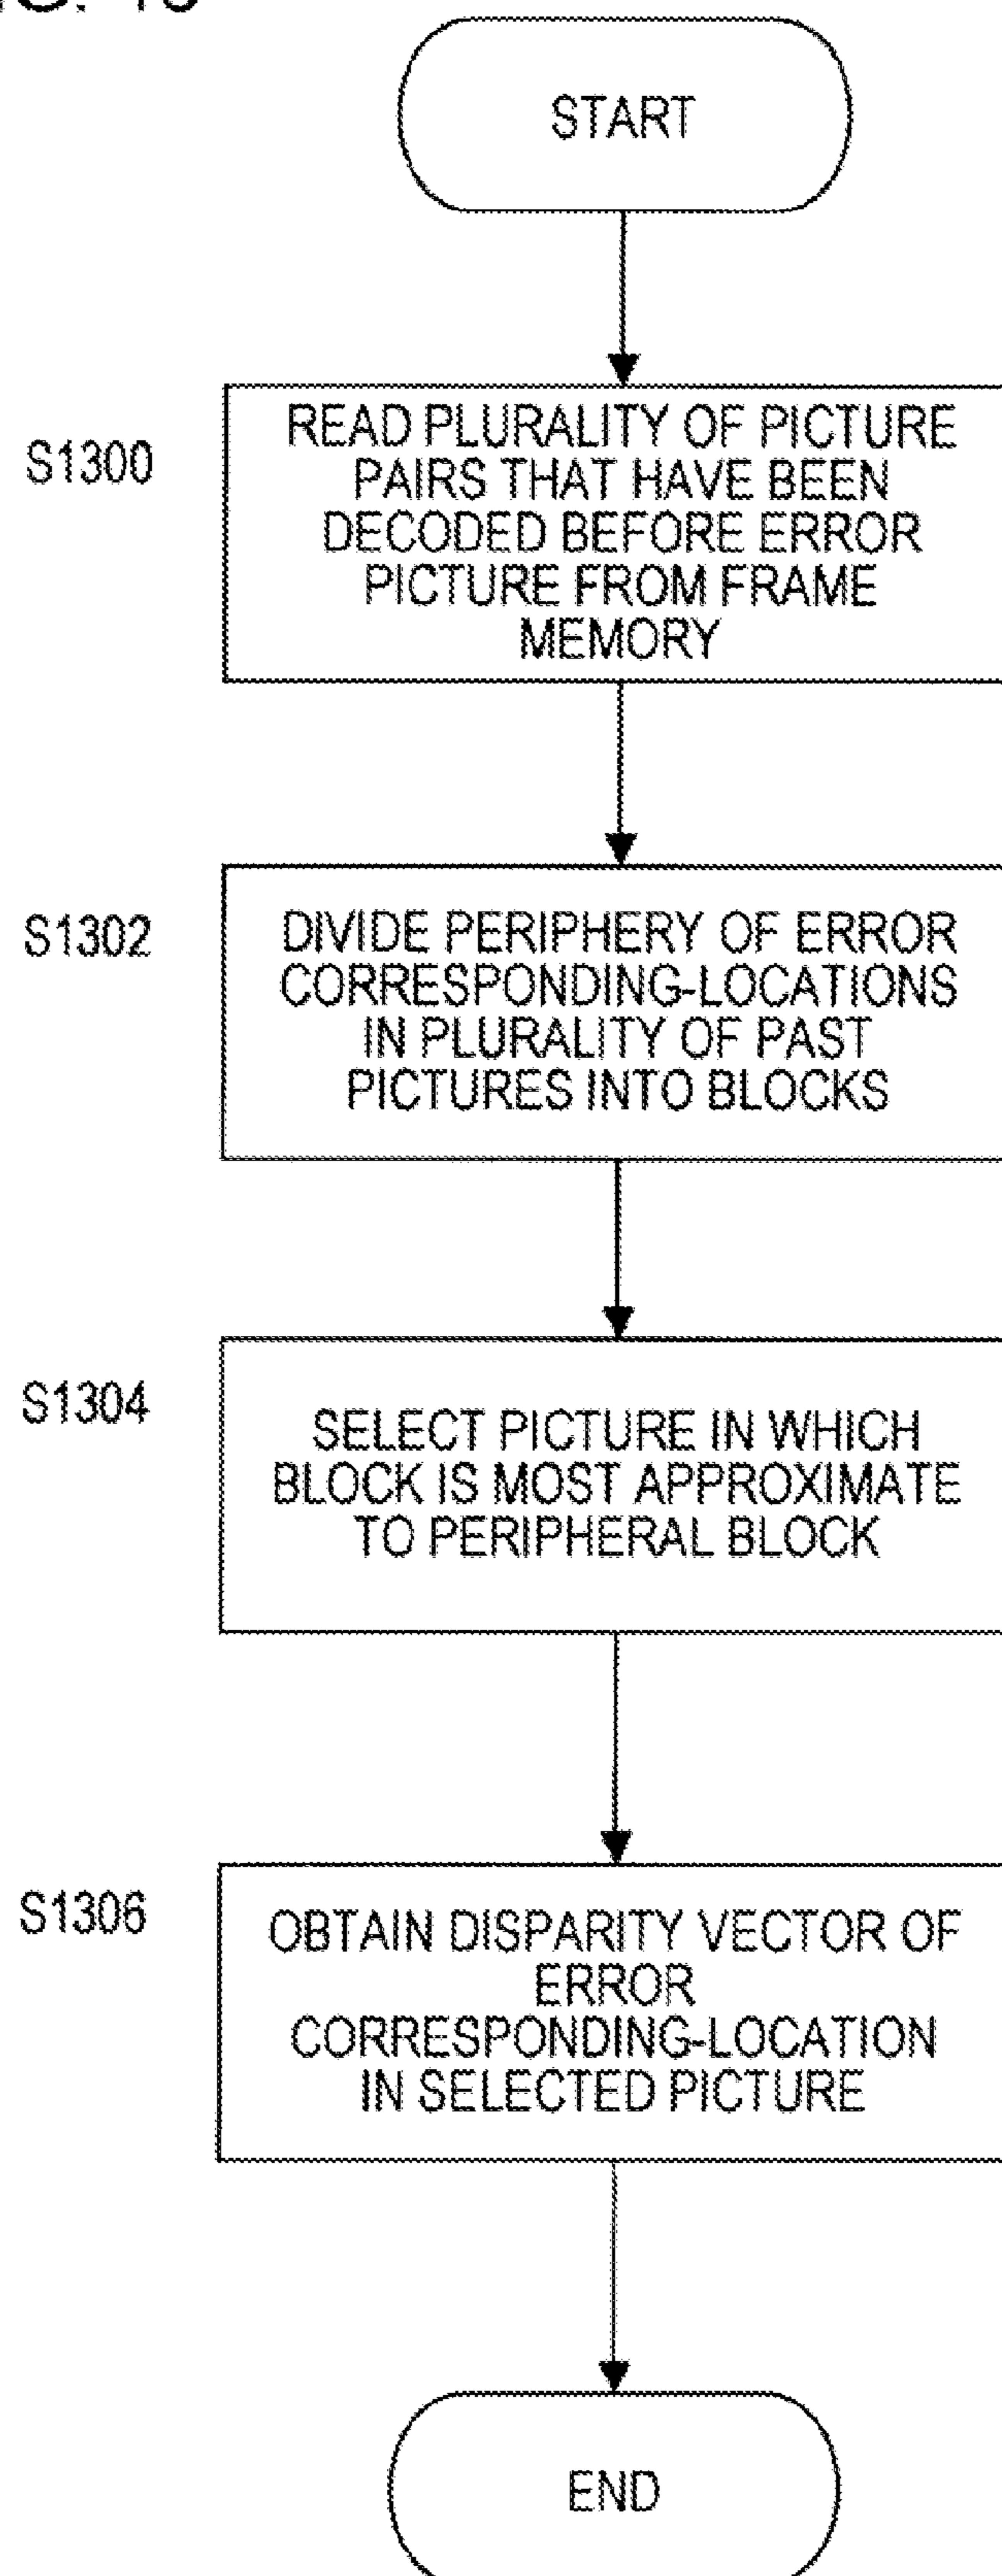 START
S1300
READ PLURALITY OF PICTURE
PAIRS THAT HAVE BEEN
DECODED BEFORE ERROR
PICTURE FROM FRAME
MEMORY
S1302
DIVIDE PERIPHERY OF ERROR
CORRESPONDING-LOCATIONS
IN PLURALITY OF PAST
PICTURES INTO BLOCKS
S1304
SELECT PICTURE IN WHICH
BLOCK IS MOST APPROXIMATE
TO PERIPHERAL BLOCK
S1306
OBTAIN DISPARITY VECTOR OF
ERROR
CORRESPONDING-LOCATION
IN SELECTED PICTURE
END